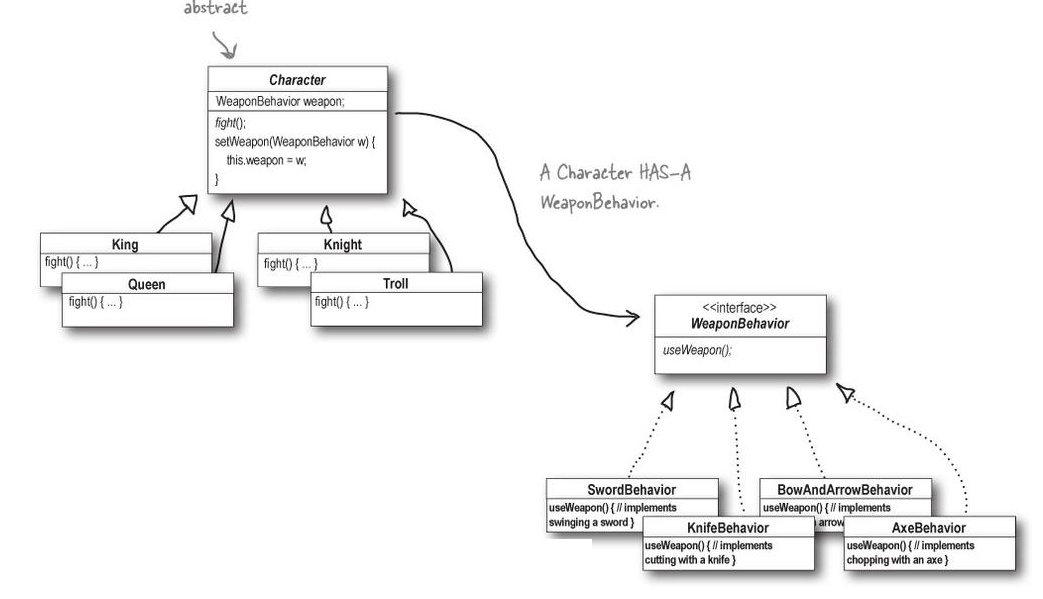 abstract
Character
WeaponBehavior weapon;
fight();
setWeapon(WeaponBehavior w) {
this.weapon = w;
}
A Character HAS-A
WeaponBehavior.
King
fight() { ... }
Queen
fight() { ... }
Knight
fight() { ... }
Troll
fight() { ... }
<<interface>>
WeaponBehavior
useWeapon();
SwordBehavior
useWeapon() { // implements
swinging a sword }
KnifeBehavior
useWeapon() { // implements
cutting with a knife }
BowAndArrowBehavior
useWeapon() { // implements
arrow
AxeBehavior
useWeapon() { // implements
chopping with an axe }